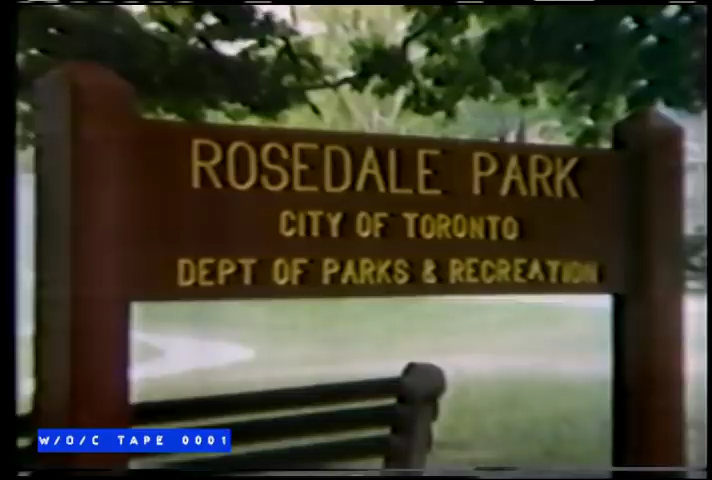 ROSEDALE PARK
CITY OF TORONTO
DEPT OF PARKS & RECREATION
W/O/C TAPE 0001